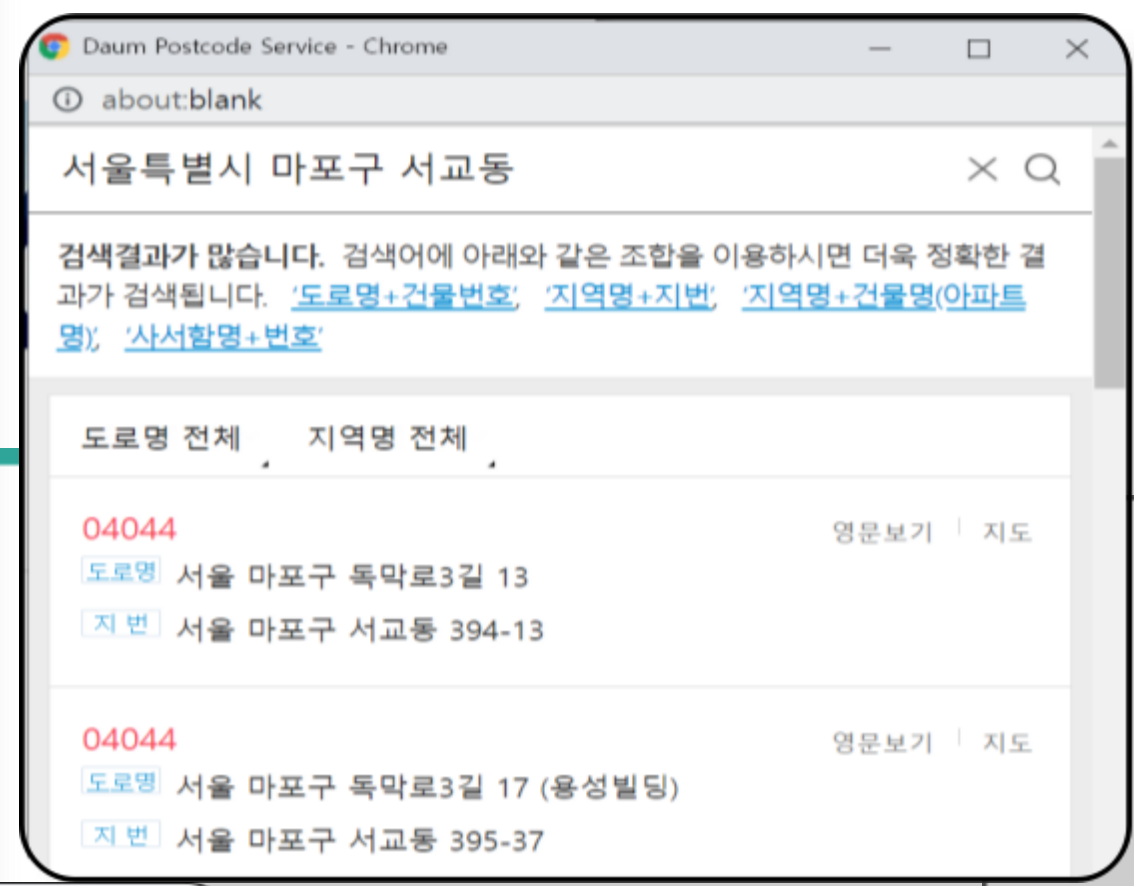 Daum Postcode Service - Chrome
about:blank
서울특별시 마포구 서교동
검색결과가 많습니다. 검색어에 아래와 같은 조합을 이용하시면 더욱 정확한 결
과가 검색됩니다. '도로명+건물번호', '지역명+지번', '지역명+건물명(아파트
명)', '사서함명+번호'
도로명 전체 지역명 전체
04044 영문보기 지도
도로명 서울 마포구 독막로3길 13
지 번 서울 마포구 서교동 394-13
04044 영문보기 지도
도로명 서울 마포구 독막로3길 17 (용성빌딩)
지 번 서울 마포구 서교동 395-37